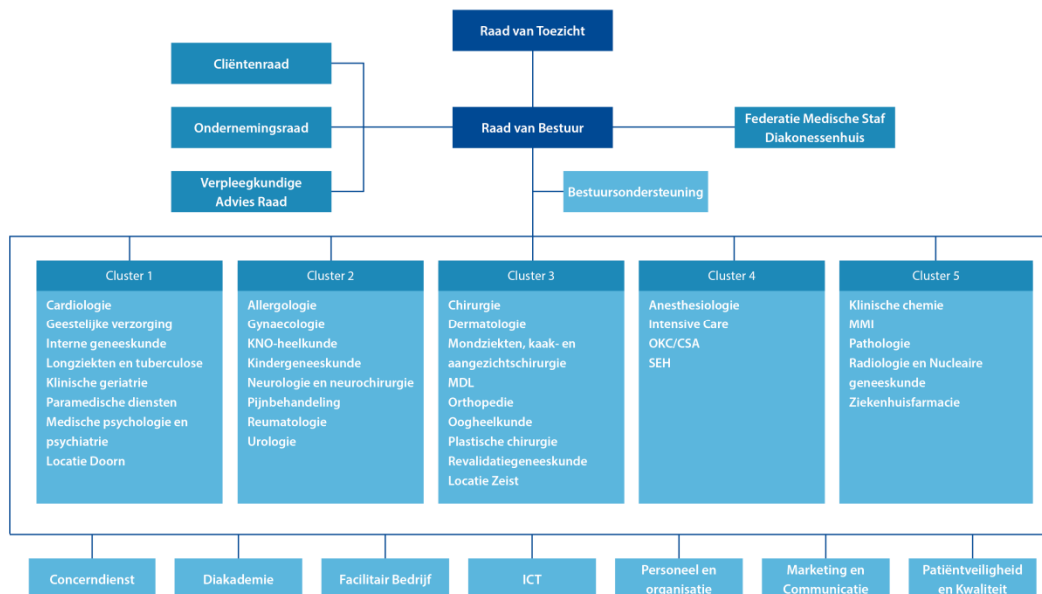 Raad van Toezicht
Cliëntenraad
Ondernemingsraad
Raad van Bestuur
Federatie Medische Staf
Diakonessenhuis
Verpleegkundige
Advies Raad
Bestuursondersteuning
Cluster 1
Cardiologie
Geestelijke verzorging
Interne geneeskunde
Longziekten en tuberculose
Klinische geriatrie
Paramedische diensten
Medische psychologie en
psychiatrie
Locatie Doorn
Cluster 2
Allergologie
Gynaecologie
KNO-heelkunde
Kindergeneeskunde
Neurologie en neurochirurgie
Pijnbehandeling
Reumatologie
Urologie
Cluster 3
Chirurgie
Dermatologie
Mondziekten, kaak- en
aangezichtschirurgie
MDL
Orthopedie
Oogheelkunde
Plastische chirurgie
Revalidatiegeneeskunde
Locatie Zeist
Cluster 4
Anesthesiologie
Intensive Care
OKC/CSA
SEH
Cluster 5
Klinische chemie
MMI
Pathologie
Radiologie en Nucleaire
geneeskunde
Ziekenhuisfarmacie
Concerndienst
Diakademie
Facilitair Bedrijf
ICT
Personeel en
organisatie
Marketing en
Communicatie
Patiëntveiligheid
en Kwaliteit